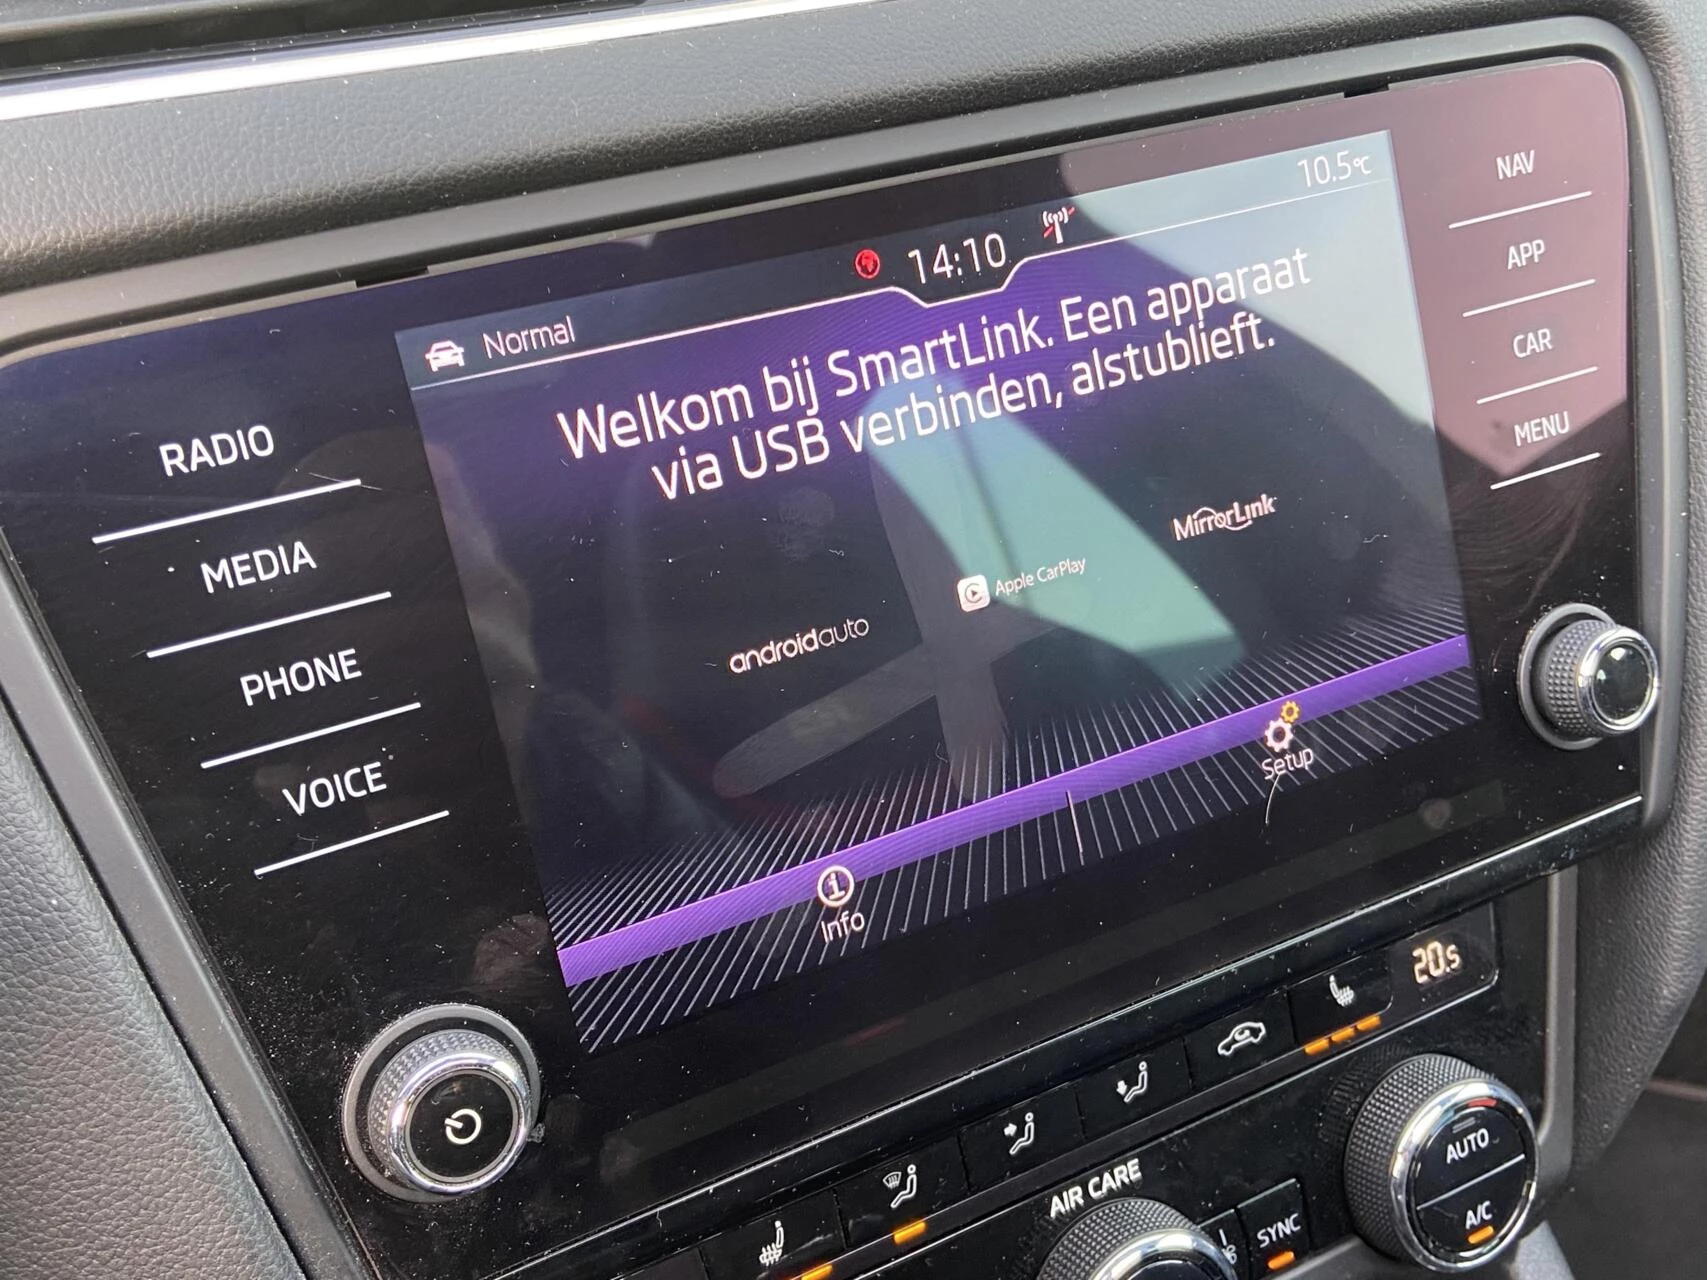 10.5°C
14:10
Normal
Welkom bij SmartLink. Een apparaat
via USB verbinden, alstublieft.
androidauto
Apple CarPlay
MirrorLink
Info
Setup
RADIO
MEDIA
PHONE
VOICE
NAV
APP
CAR
MENU
20.5
AIR CARE
SYNC
AUTO
A/C